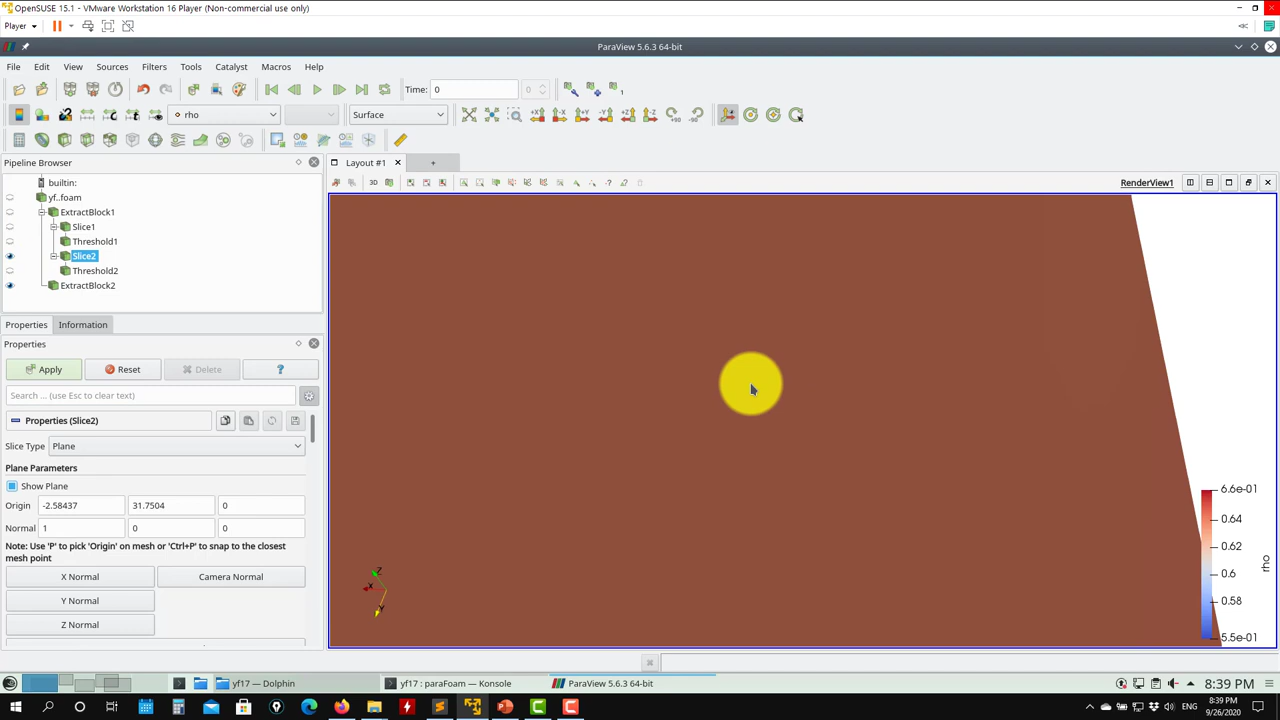 OpenSUSE 15.1 - VMware Workstation 16 Player (Non-commercial use only)
Player
ParaView 5.6.3 64-bit
File Edit View Sources Filters Tools Catalyst Macros Help
Time: 0 0
rho Surface
Pipeline Browser
Layout #1
builtin:
yf..foam
ExtractBlock1
Slice1
Threshold1
Slice2
Threshold2
ExtractBlock2
3D
RenderView1
Properties Information
Properties
Apply Reset Delete ?
Search ... (use Esc to clear text)
Properties (Slice2)
Slice Type Plane
Plane Parameters
Show Plane
Origin -2.58437 31.7504 0
Normal 1 0 0
Note: Use 'P' to pick 'Origin' on mesh or 'Ctrl+P' to snap to the closest
mesh point
X Normal Camera Normal
Y Normal
Z Normal
Z
X
Y
6.6e-01
0.64
0.62
0.6
0.58
5.5e-01
rho
yf17 — Dolphin
yf17 : paraFoam — Konsole
ParaView 5.6.3 64-bit
8:39 PM
8:39 PM
9/26/2020